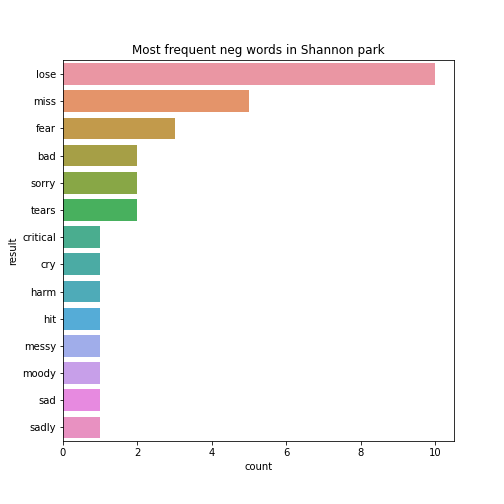 Most frequent neg words in Shannon park
lose
miss
fear
bad
sorry
tears
critical
cry
harm
hit
messy
moody
sad
sadly
result
0 2 4 6 8 10
count